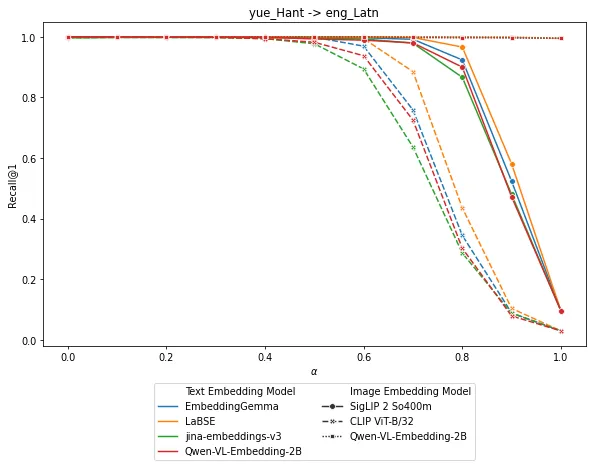 yue_Hant -> eng_Latn
Recall@1
1.0
0.8
0.6
0.4
0.2
0.0
0.0 0.2 0.4 0.6 0.8 1.0
α
Text Embedding Model
EmbeddingGemma
LaBSE
jina-embeddings-v3
Qwen-VL-Embedding-2B
Image Embedding Model
SigLIP 2 So400m
CLIP ViT-B/32
Qwen-VL-Embedding-2B